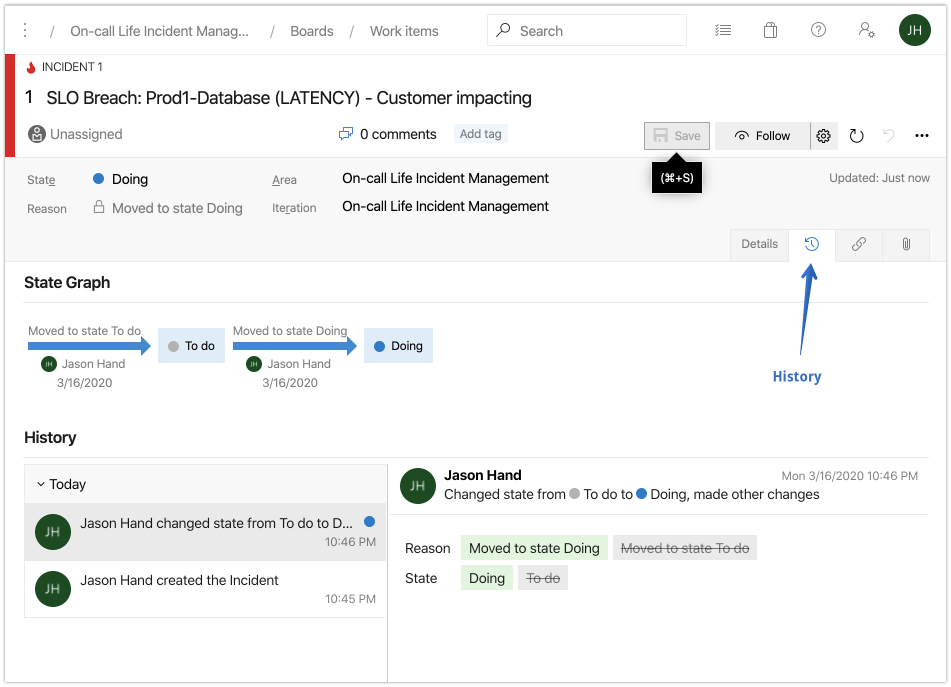 / On-call Life Incident Manag... / Boards / Work items Search JH
INCIDENT 1
1 SLO Breach: Prod1-Database (LATENCY) - Customer impacting
Unassigned 0 comments Add tag Save Follow
(⌘+S)
State Doing Area On-call Life Incident Management Updated: Just now
Reason Moved to state Doing Iteration On-call Life Incident Management
Details
State Graph
Moved to state To do To do Moved to state Doing Doing
JH Jason Hand JH Jason Hand
3/16/2020 3/16/2020
History
History
Today
JH Jason Hand changed state from To do to D...
10:46 PM
JH Jason Hand created the Incident
10:45 PM
JH Jason Hand Mon 3/16/2020 10:46 PM
Changed state from To do to Doing, made other changes
Reason Moved to state Doing Moved to state To do
State Doing To do